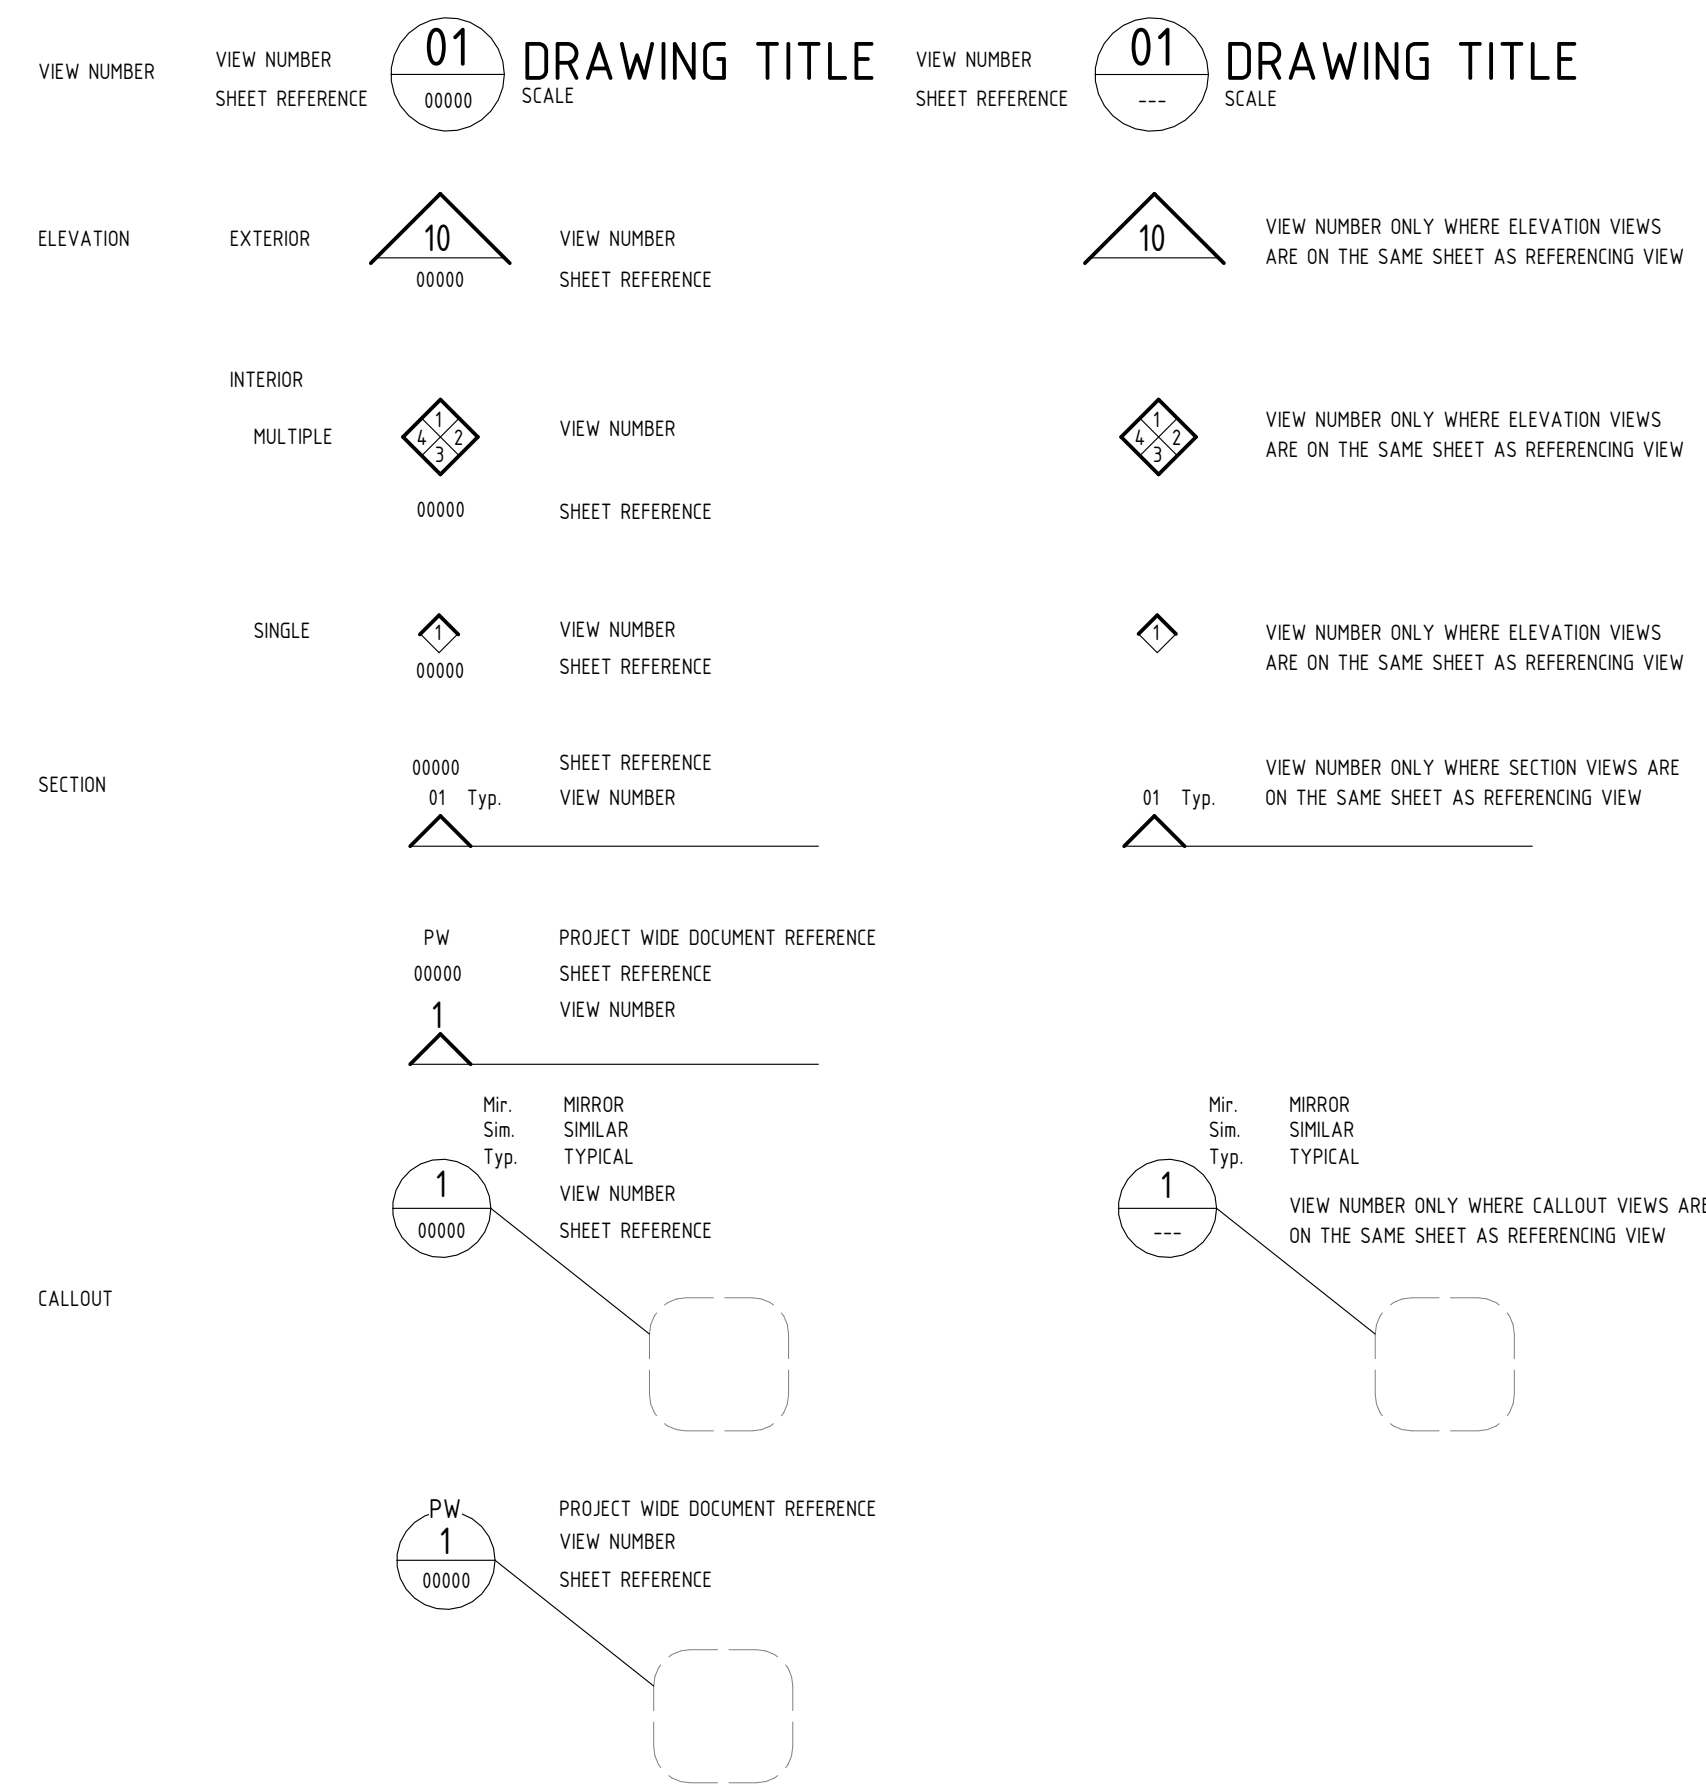 VIEW NUMBER
VIEW NUMBER
SHEET REFERENCE
01
00000
DRAWING TITLE
SCALE
VIEW NUMBER
SHEET REFERENCE
01
---
DRAWING TITLE
SCALE
ELEVATION
EXTERIOR
10
00000
VIEW NUMBER
SHEET REFERENCE
10
VIEW NUMBER ONLY WHERE ELEVATION VIEWS
ARE ON THE SAME SHEET AS REFERENCING VIEW
INTERIOR
MULTIPLE
1
4 2
3
00000
VIEW NUMBER
SHEET REFERENCE
1
4 2
3
VIEW NUMBER ONLY WHERE ELEVATION VIEWS
ARE ON THE SAME SHEET AS REFERENCING VIEW
SINGLE
1
00000
VIEW NUMBER
SHEET REFERENCE
1
VIEW NUMBER ONLY WHERE ELEVATION VIEWS
ARE ON THE SAME SHEET AS REFERENCING VIEW
SECTION
00000
01 Typ.
SHEET REFERENCE
VIEW NUMBER
01 Typ.
VIEW NUMBER ONLY WHERE SECTION VIEWS ARE
ON THE SAME SHEET AS REFERENCING VIEW
PW
00000
1
PROJECT WIDE DOCUMENT REFERENCE
SHEET REFERENCE
VIEW NUMBER
CALLOUT
Mir. MIRROR
Sim. SIMILAR
Typ. TYPICAL
1
00000
VIEW NUMBER
SHEET REFERENCE
Mir. MIRROR
Sim. SIMILAR
Typ. TYPICAL
1
---
VIEW NUMBER ONLY WHERE CALLOUT VIEWS ARE
ON THE SAME SHEET AS REFERENCING VIEW
PW
1
00000
PROJECT WIDE DOCUMENT REFERENCE
VIEW NUMBER
SHEET REFERENCE